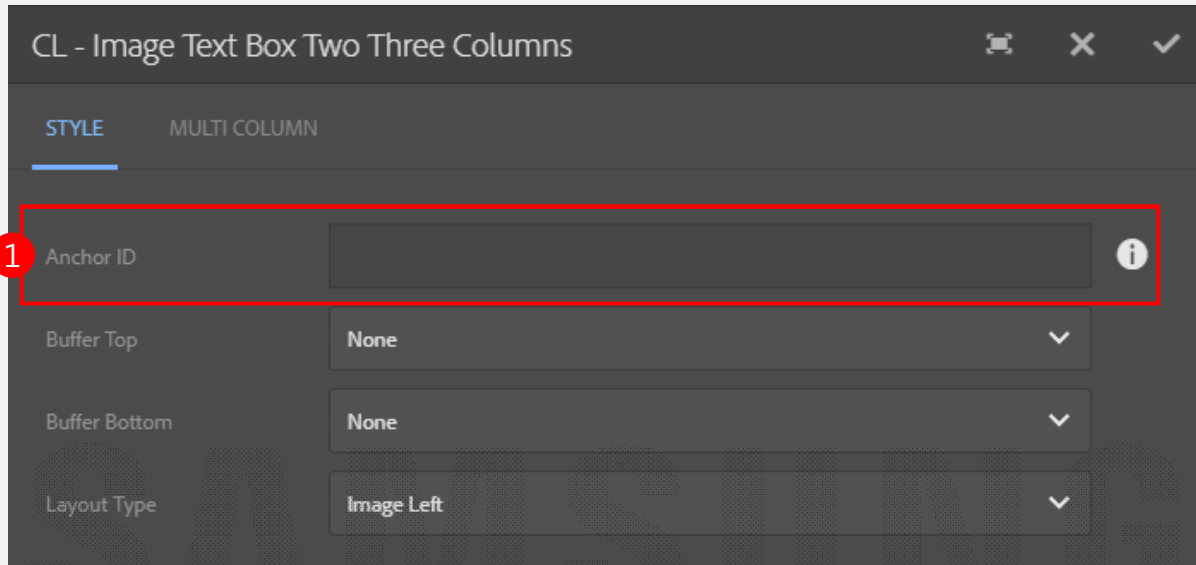 CL - Image Text Box Two Three Columns
STYLE MULTI COLUMN
1 Anchor ID
Buffer Top None
Buffer Bottom None
Layout Type Image Left
SAMSUNG